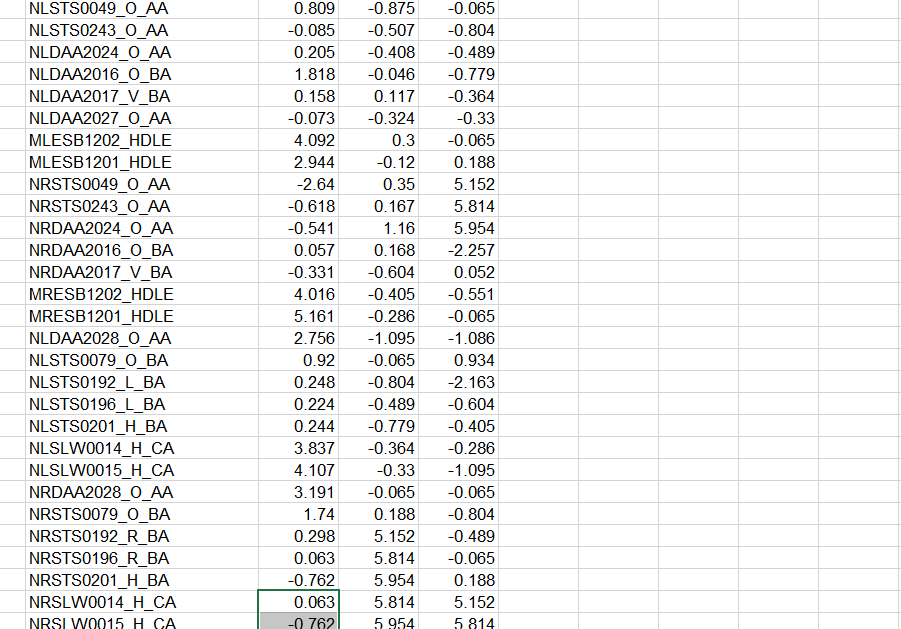 NLSTS0049_O_AA 0.809 -0.875 -0.065
NLSTS0243_O_AA -0.085 -0.507 -0.804
NLDAA2024_O_AA 0.205 -0.408 -0.489
NLDAA2016_O_BA 1.818 -0.046 -0.779
NLDAA2017_V_BA 0.158 0.117 -0.364
NLDAA2027_O_AA -0.073 -0.324 -0.33
MLESB1202_HDLE 4.092 0.3 -0.065
MLESB1201_HDLE 2.944 -0.12 0.188
NRSTS0049_O_AA -2.64 0.35 5.152
NRSTS0243_O_AA -0.618 0.167 5.814
NRDAA2024_O_AA -0.541 1.16 5.954
NRDAA2016_O_BA 0.057 0.168 -2.257
NRDAA2017_V_BA -0.331 -0.604 0.052
MRESB1202_HDLE 4.016 -0.405 -0.551
MRESB1201_HDLE 5.161 -0.286 -0.065
NLDAA2028_O_AA 2.756 -1.095 -1.086
NLSTS0079_O_BA 0.92 -0.065 0.934
NLSTS0192_L_BA 0.248 -0.804 -2.163
NLSTS0196_L_BA 0.224 -0.489 -0.604
NLSTS0201_H_BA 0.244 -0.779 -0.405
NLSLW0014_H_CA 3.837 -0.364 -0.286
NLSLW0015_H_CA 4.107 -0.33 -1.095
NRDAA2028_O_AA 3.191 -0.065 -0.065
NRSTS0079_O_BA 1.74 0.188 -0.804
NRSTS0192_R_BA 0.298 5.152 -0.489
NRSTS0196_R_BA 0.063 5.814 -0.065
NRSTS0201_H_BA -0.762 5.954 0.188
NRSLW0014_H_CA 0.063 5.814 5.152
NRSLW0015_H_CA -0.762 5.954 5.814